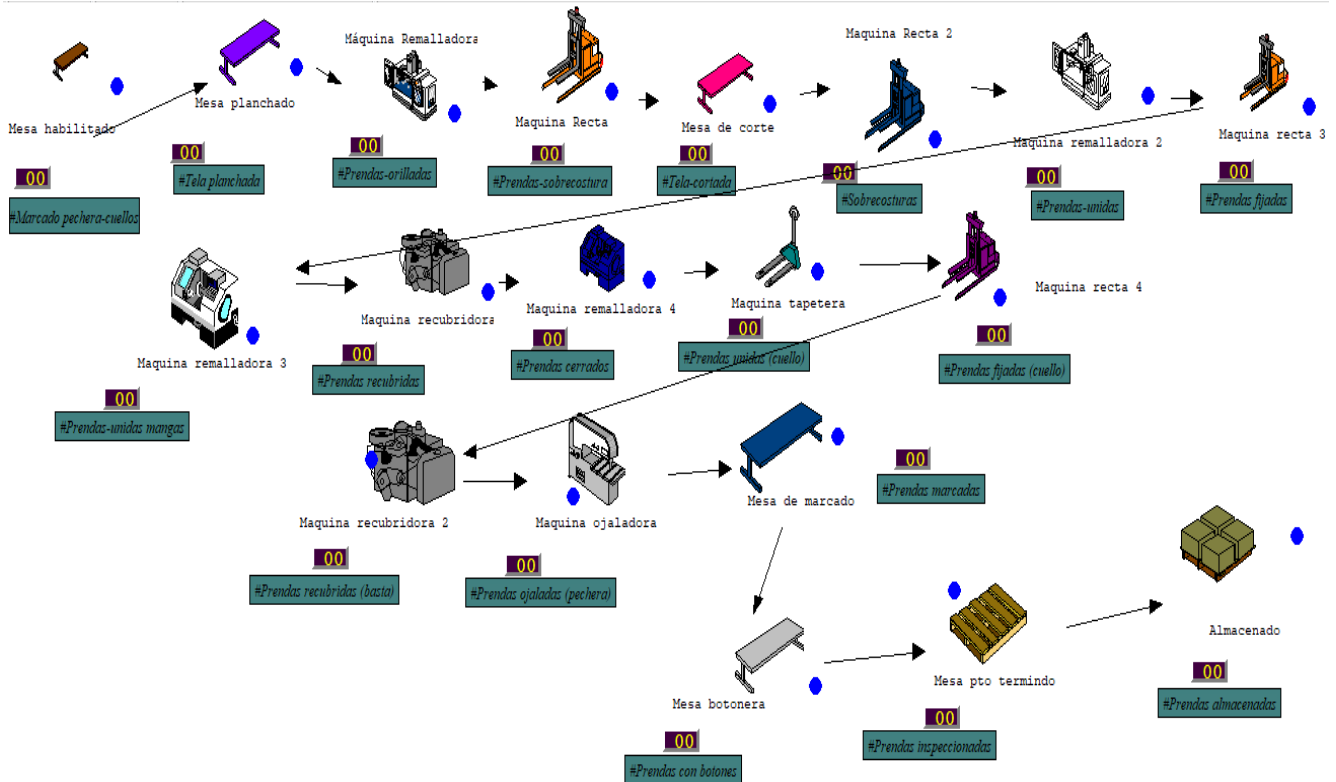 Mesa habilitado
Mesa planchado
Máquina Remalladora
Maquina Recta
Mesa de corte
Maquina Recta 2
Maquina remalladora 2
Maquina recta 3
00
#Marcado pechera-cuellos
00
#Tela planchada
00
#Prendas-orilladas
00
#Prendas-sobrecostura
00
#Tela-cortada
00
#Sobrecosturas
00
#Prendas-unidas
00
#Prendas fijadas
Maquina remalladora 3
Maquina recubridora
Maquina remalladora 4
Maquina tapetera
Maquina recta 4
00
#Prendas-unidas mangas
00
#Prendas recubridas
00
#Prendas cerrados
00
#Prendas unidas (cuello)
00
#Prendas fijadas (cuello)
Maquina recubridora 2
Maquina ojaladora
Mesa de marcado
00
#Prendas recubridas (basta)
00
#Prendas ojaladas (pechera)
00
#Prendas marcadas
Mesa botonera
Mesa pto termindo
Almacenado
00
#Prendas con botones
00
#Prendas inspeccionadas
00
#Prendas almacenadas